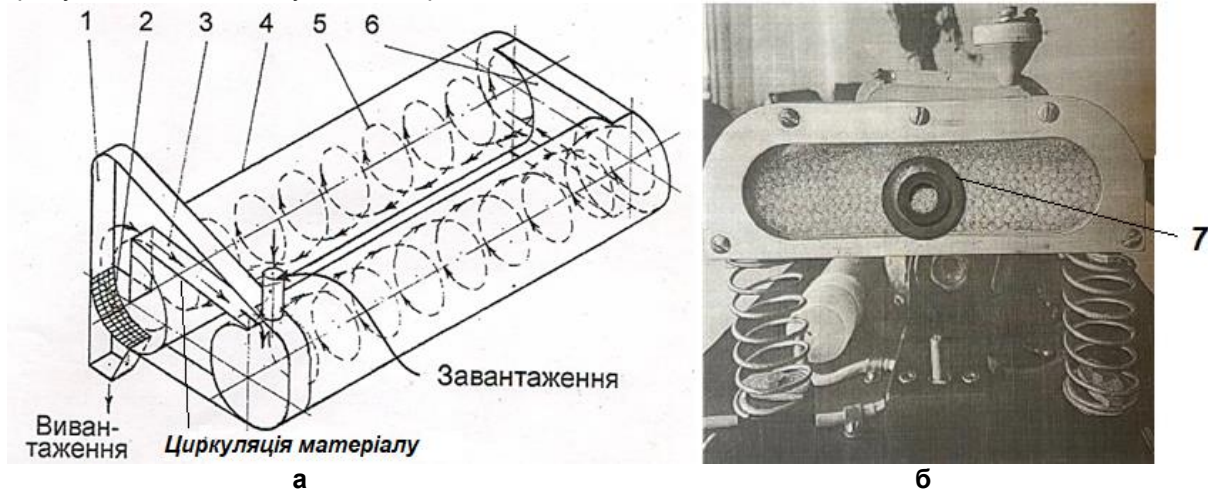 1 2 3 4 5 6
Завантаження
Виван-
таження
Циркуляція матеріалу
7
а
б